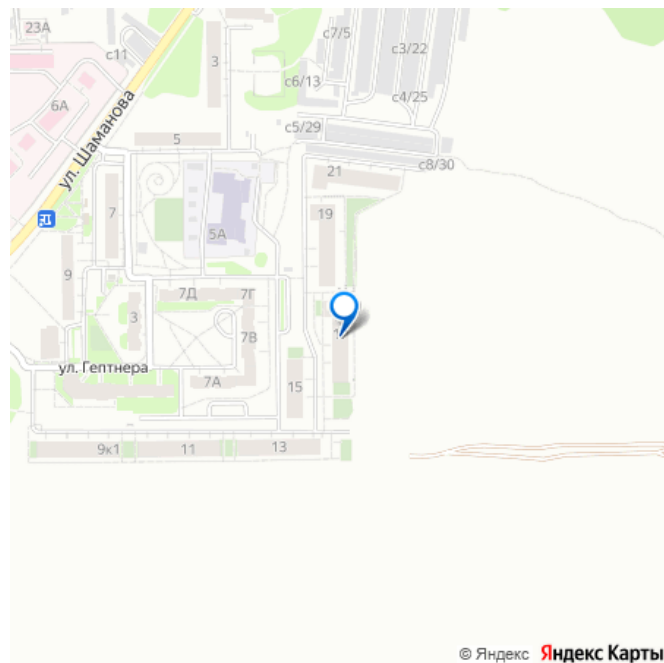 23А
с11
3
с7/5
с3/22
с6/13
с4/25
6А
ул. Шаманова
5
с5/29
с8/30
21
7
19
5А
9
7Д
7Г
3
7В
ул. Гептнера
7А
15
9к1
11
13
© Яндекс Яндекс Карты